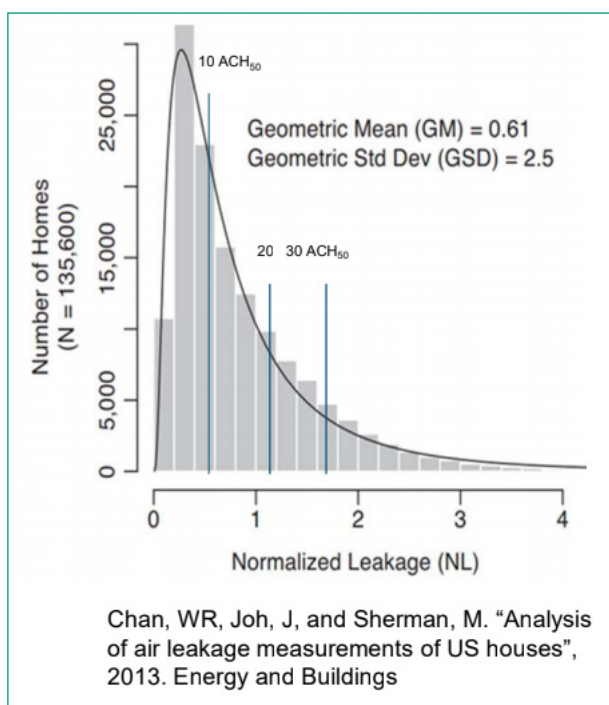 10 ACH₅₀
Geometric Mean (GM) = 0.61
Geometric Std Dev (GSD) = 2.5
20 30 ACH₅₀
Number of Homes
(N = 135,600)
25,000
15,000
5,000
0
0 1 2 3 4
Normalized Leakage (NL)
Chan, WR, Joh, J, and Sherman, M. “Analysis
of air leakage measurements of US houses”,
2013. Energy and Buildings